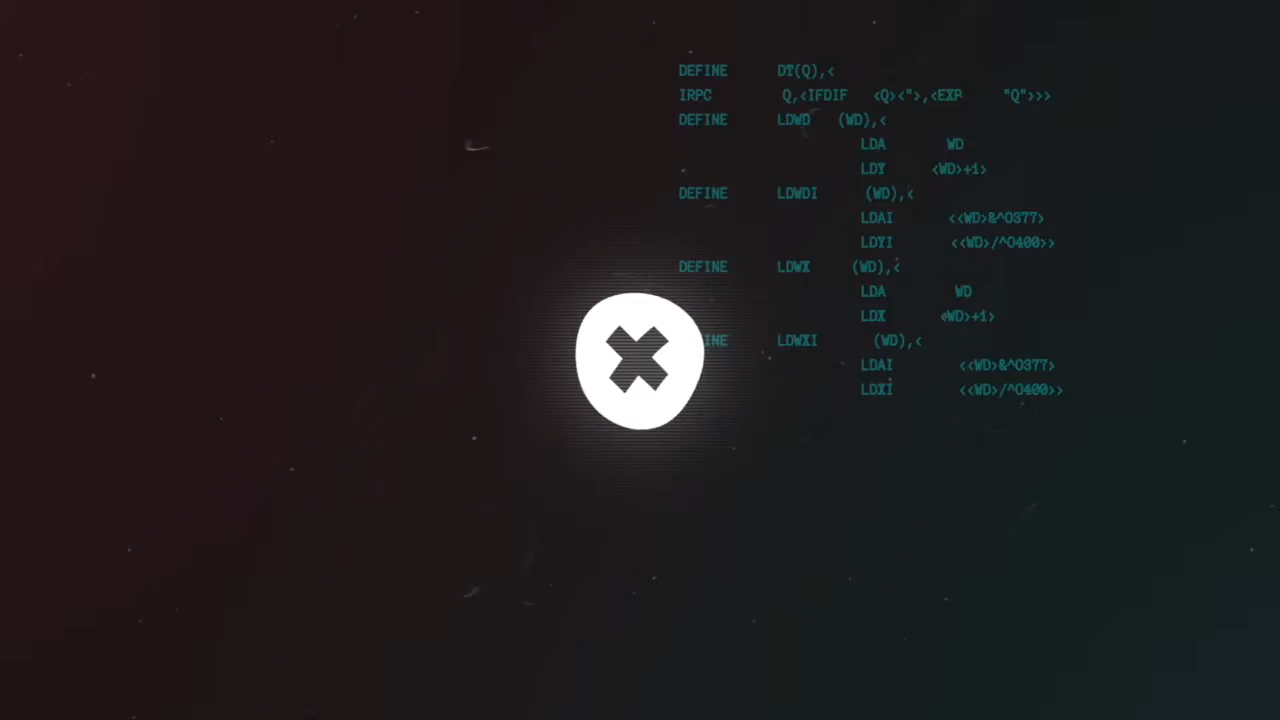 DEFINE DT(Q),<
IRPC Q,<IFDIF <Q><">,<EXP "Q">>>
DEFINE LDWD (WD),<
LDA WD
LDY <WD>+1>
DEFINE LDWDI (WD),<
LDAI <<WD>&^O377>
LDYI <<WD>/^O400>>
DEFINE LDWX (WD),<
LDA WD
LDX <WD>+1>
INE LDWXI (WD),<
LDAI <<WD>&^O377>
LDXI <<WD>/^O400>>